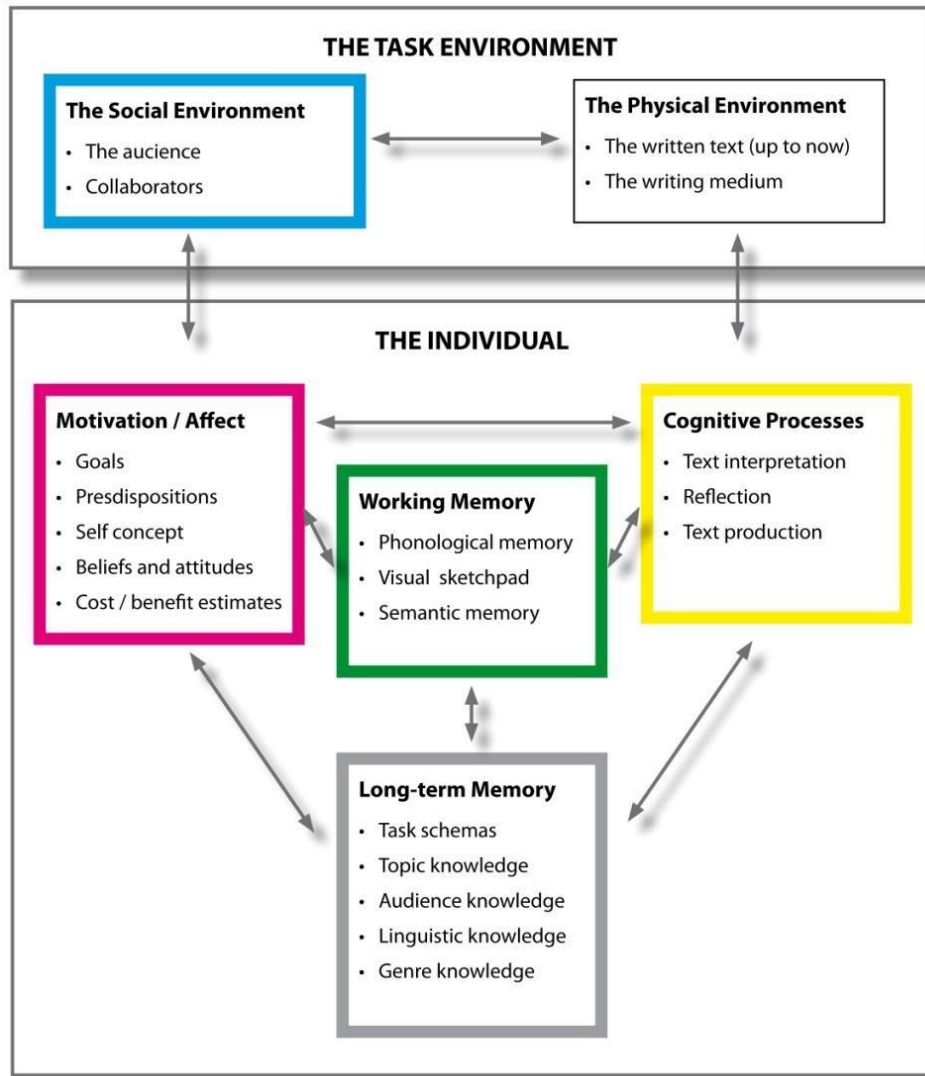 THE TASK ENVIRONMENT
The Social Environment
• The aucience
• Collaborators
The Physical Environment
• The written text (up to now)
• The writing medium
THE INDIVIDUAL
Motivation / Affect
• Goals
• Presdispositions
• Self concept
• Beliefs and attitudes
• Cost / benefit estimates
Working Memory
• Phonological memory
• Visual sketchpad
• Semantic memory
Cognitive Processes
• Text interpretation
• Reflection
• Text production
Long-term Memory
• Task schemas
• Topic knowledge
• Audience knowledge
• Linguistic knowledge
• Genre knowledge